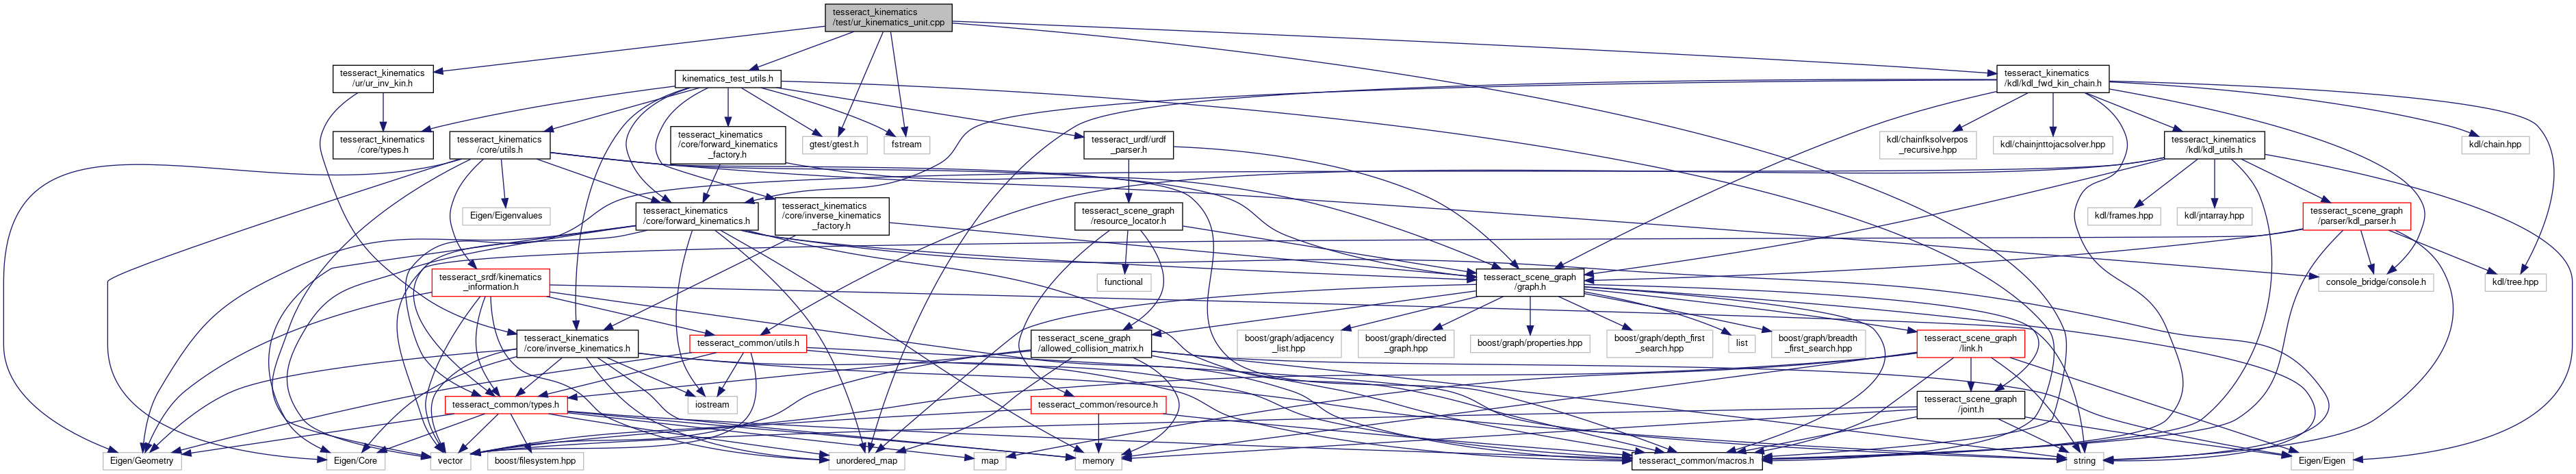 tesseract_kinematics
/test/ur_kinematics_unit.cpp
tesseract_kinematics
/ur/ur_inv_kin.h
kinematics_test_utils.h
tesseract_kinematics
/kdl/kdl_fwd_kin_chain.h
tesseract_kinematics
/core/types.h
tesseract_kinematics
/core/utils.h
tesseract_kinematics
/core/forward_kinematics
_factory.h
gtest/gtest.h
fstream
tesseract_urdf/urdf
_parser.h
kdl/chainfksolverpos
_recursive.hpp
kdl/chainjnttojacsolver.hpp
tesseract_kinematics
/kdl/kdl_utils.h
kdl/chain.hpp
Eigen/Eigenvalues
tesseract_kinematics
/core/forward_kinematics.h
tesseract_kinematics
/core/inverse_kinematics
_factory.h
tesseract_scene_graph
/resource_locator.h
kdl/frames.hpp
kdl/jntarray.hpp
tesseract_scene_graph
/parser/kdl_parser.h
tesseract_srdf/kinematics
_information.h
functional
tesseract_scene_graph
/graph.h
console_bridge/console.h
kdl/tree.hpp
tesseract_kinematics
/core/inverse_kinematics.h
tesseract_common/utils.h
tesseract_scene_graph
/allowed_collision_matrix.h
boost/graph/adjacency
_list.hpp
boost/graph/directed
_graph.hpp
boost/graph/properties.hpp
boost/graph/depth_first
_search.hpp
list
boost/graph/breadth
_first_search.hpp
tesseract_scene_graph
/link.h
tesseract_common/types.h
iostream
tesseract_common/resource.h
tesseract_scene_graph
/joint.h
Eigen/Geometry
Eigen/Core
vector
boost/filesystem.hpp
unordered_map
map
memory
tesseract_common/macros.h
string
Eigen/Eigen